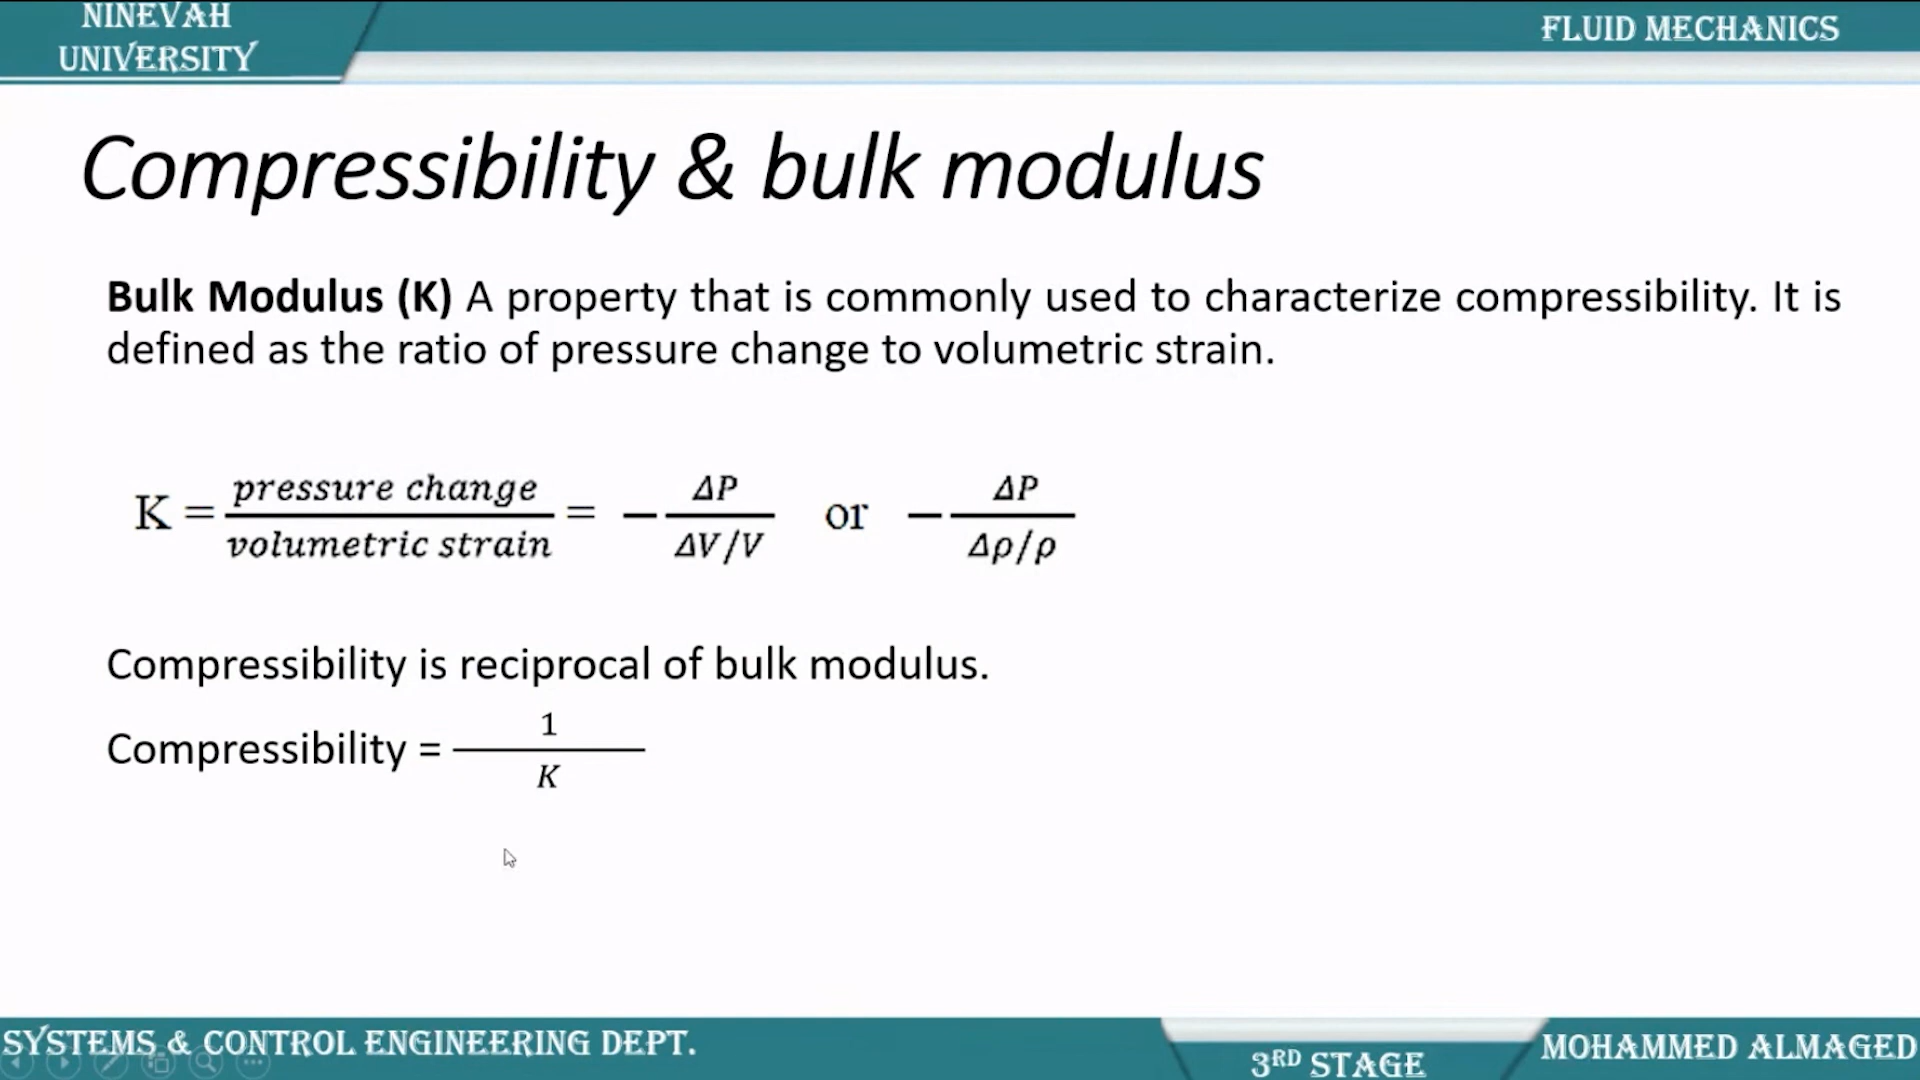 NINEVAH
UNIVERSITY
FLUID MECHANICS
Compressibility & bulk modulus
Bulk Modulus (K) A property that is commonly used to characterize compressibility. It is
defined as the ratio of pressure change to volumetric strain.
K = pressure change / volumetric strain = − ΔP / ΔV/V or − ΔP / Δρ/ρ
Compressibility is reciprocal of bulk modulus.
Compressibility = 1 / K
SYSTEMS & CONTROL ENGINEERING DEPT.
3RD STAGE
MOHAMMED ALMAGED